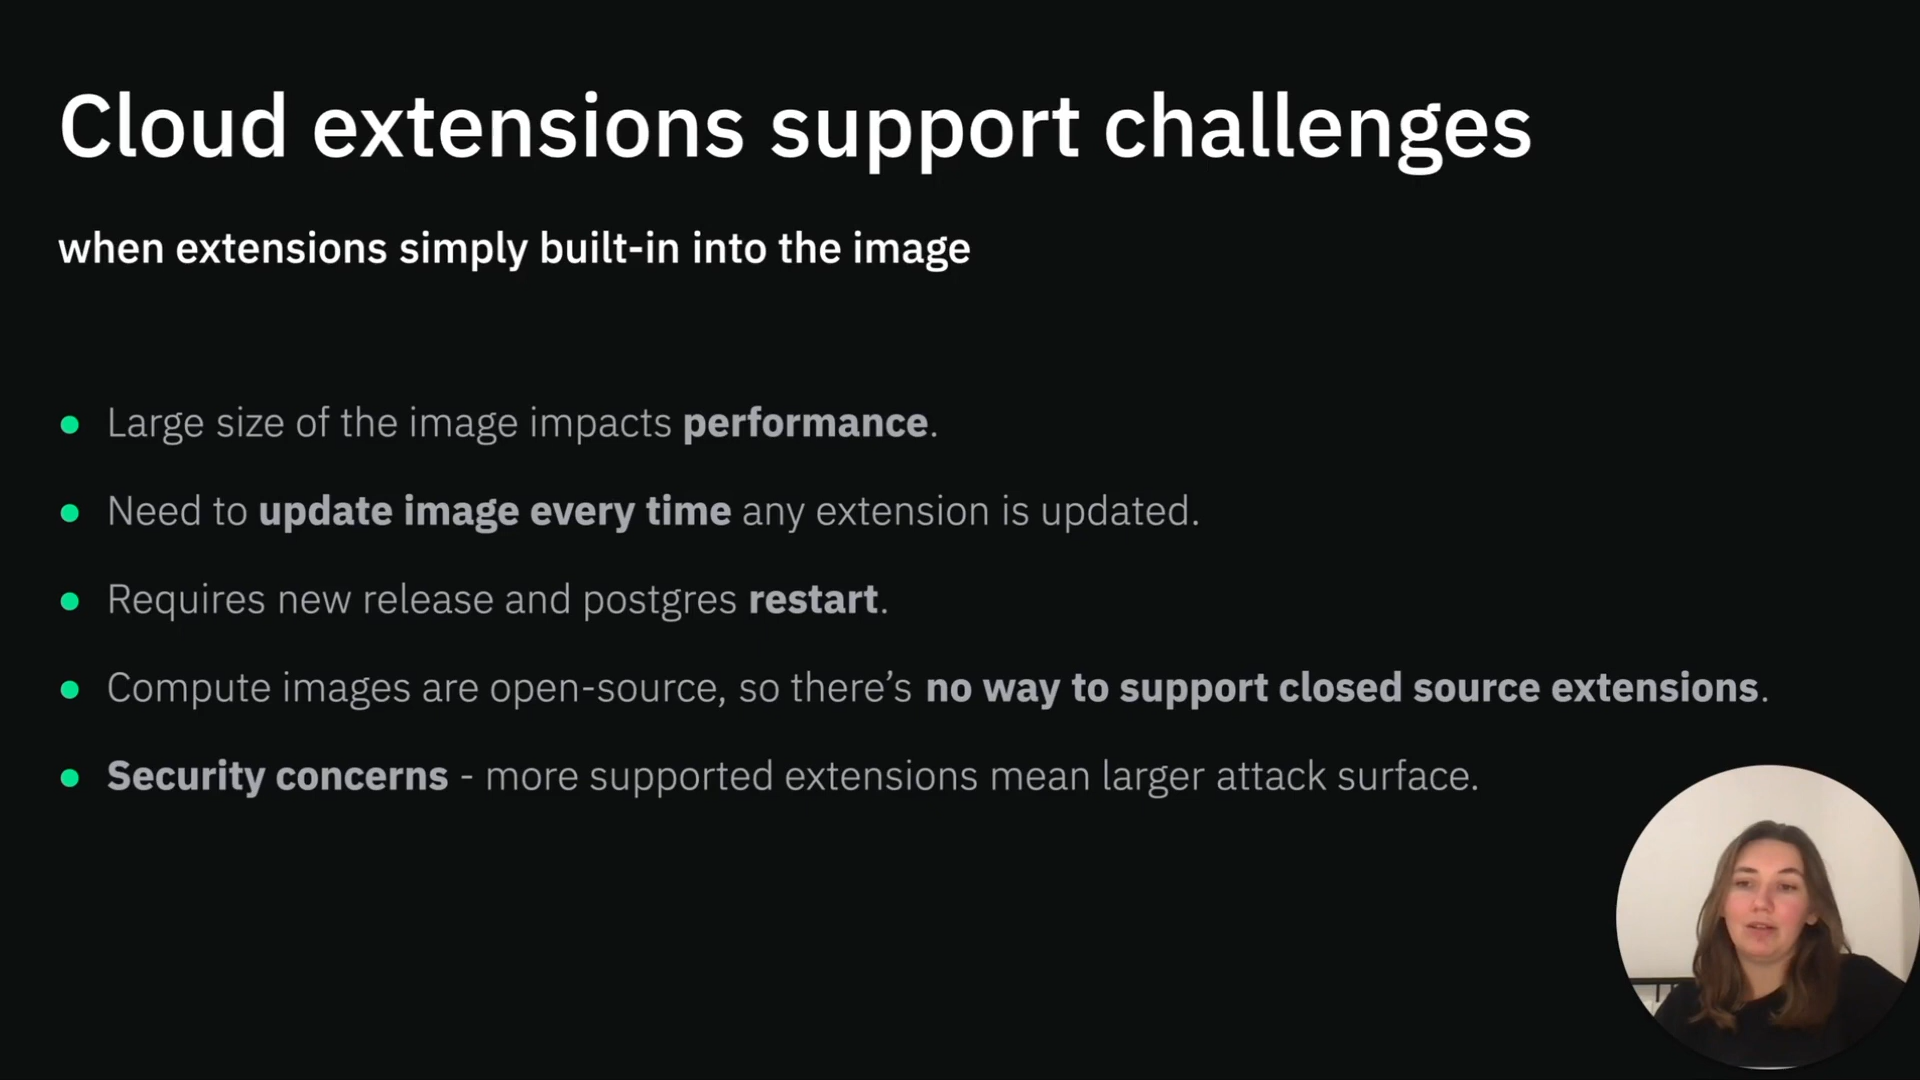 Cloud extensions support challenges
when extensions simply built-in into the image
Large size of the image impacts performance.
Need to update image every time any extension is updated.
Requires new release and postgres restart.
Compute images are open-source, so there’s no way to support closed source extensions.
Security concerns - more supported extensions mean larger attack surface.